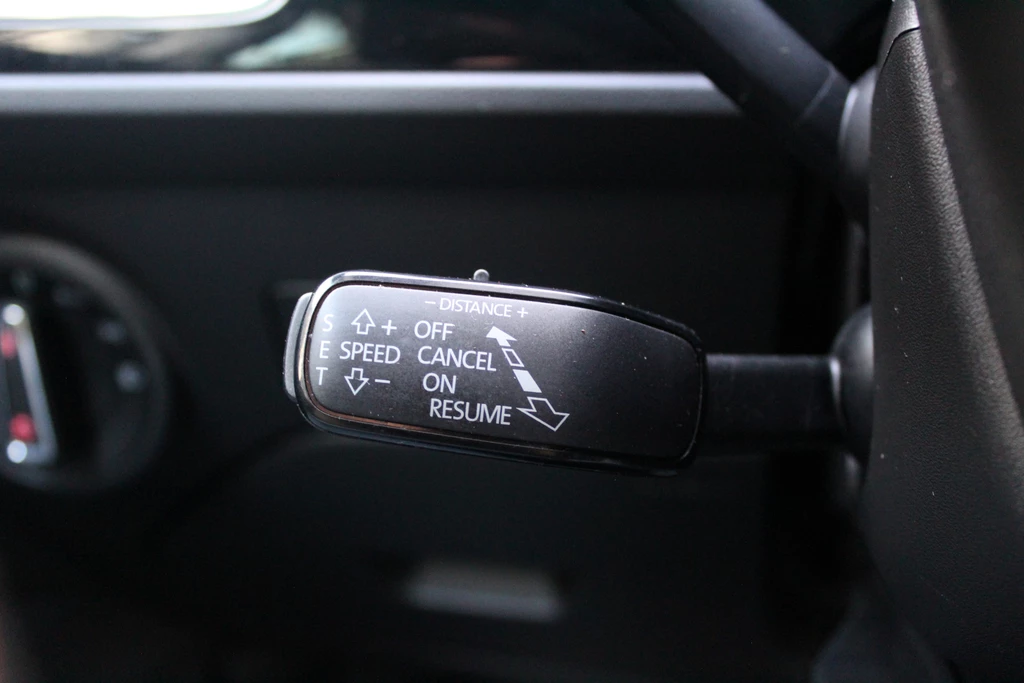 - DISTANCE +
S + OFF
E SPEED CANCEL
T - ON
RESUME